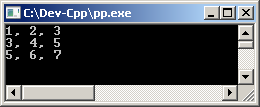 C:\Dev-Cpp\pp.exe
1, 2, 3
3, 4, 5
5, 6, 7